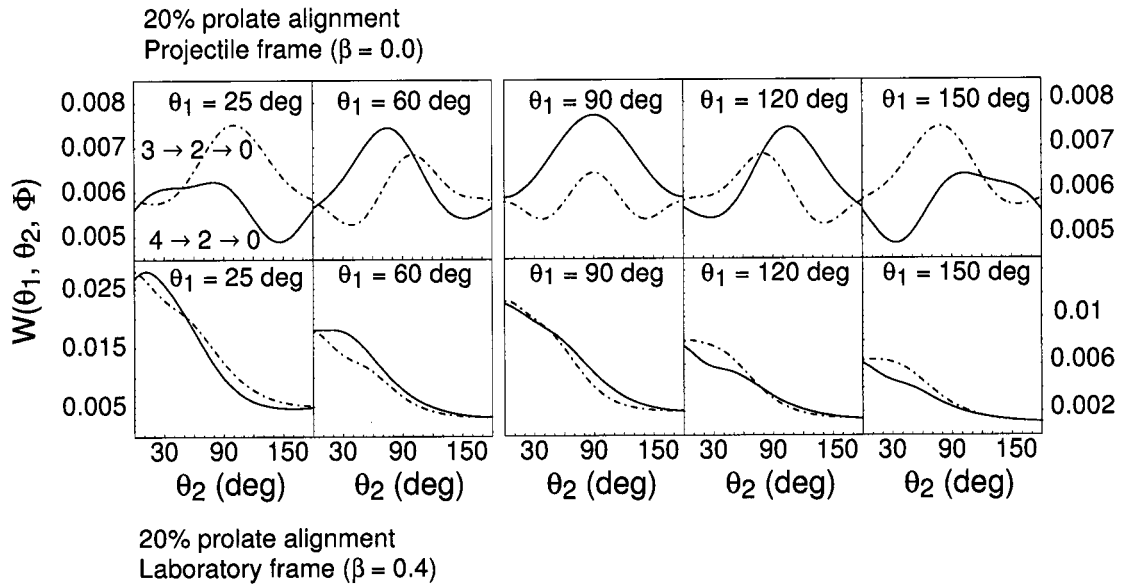 20% prolate alignment
Projectile frame (β = 0.0)
W(θ₁, θ₂, Φ)
0.008
0.007
0.006
0.005
θ₁ = 25 deg
3 → 2 → 0
4 → 2 → 0
θ₁ = 60 deg
θ₁ = 90 deg
θ₁ = 120 deg
θ₁ = 150 deg
0.008
0.007
0.006
0.005
0.025
0.015
0.005
θ₁ = 25 deg
θ₁ = 60 deg
θ₁ = 90 deg
θ₁ = 120 deg
θ₁ = 150 deg
0.01
0.006
0.002
30 90 150 30 90 150 30 90 150 30 90 150 30 90 150
θ₂ (deg) θ₂ (deg) θ₂ (deg) θ₂ (deg) θ₂ (deg)
20% prolate alignment
Laboratory frame (β = 0.4)